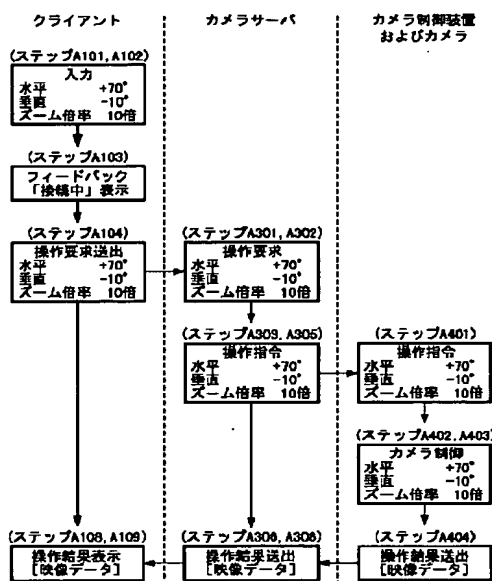 クライアント
カメラサーバ
カメラ制御装置
およびカメラ
(ステップA101, A102)
入力
水平 +70°
垂直 -10°
ズーム倍率 10倍
(ステップA103)
フィードバック
「接続中」表示
(ステップA104)
操作要求送出
水平 +70°
垂直 -10°
ズーム倍率 10倍
(ステップA301, A302)
操作要求
水平 +70°
垂直 -10°
ズーム倍率 10倍
(ステップA303, A305)
操作指令
水平 +70°
垂直 -10°
ズーム倍率 10倍
(ステップA401)
操作指令
水平 +70°
垂直 -10°
ズーム倍率 10倍
(ステップA402, A403)
カメラ制御
水平 +70°
垂直 -10°
ズーム倍率 10倍
(ステップA108, A109)
操作結果表示
[映像データ]
(ステップA306, A308)
操作結果送出
[映像データ]
(ステップA404)
操作結果送出
[映像データ]